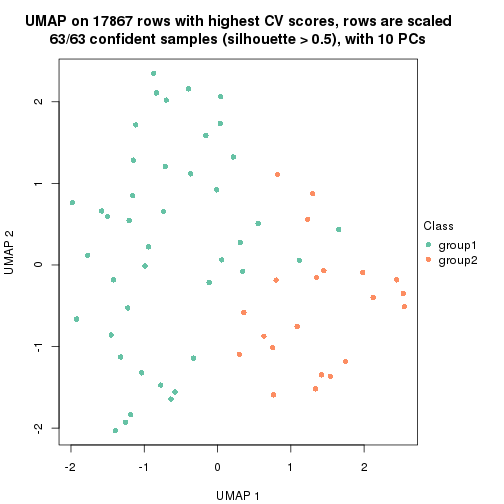 UMAP on 17867 rows with highest CV scores, rows are scaled
63/63 confident samples (silhouette > 0.5), with 10 PCs
2
1
0
-1
-2
UMAP 2
-2
-1
0
1
2
UMAP 1
Class
group1
group2